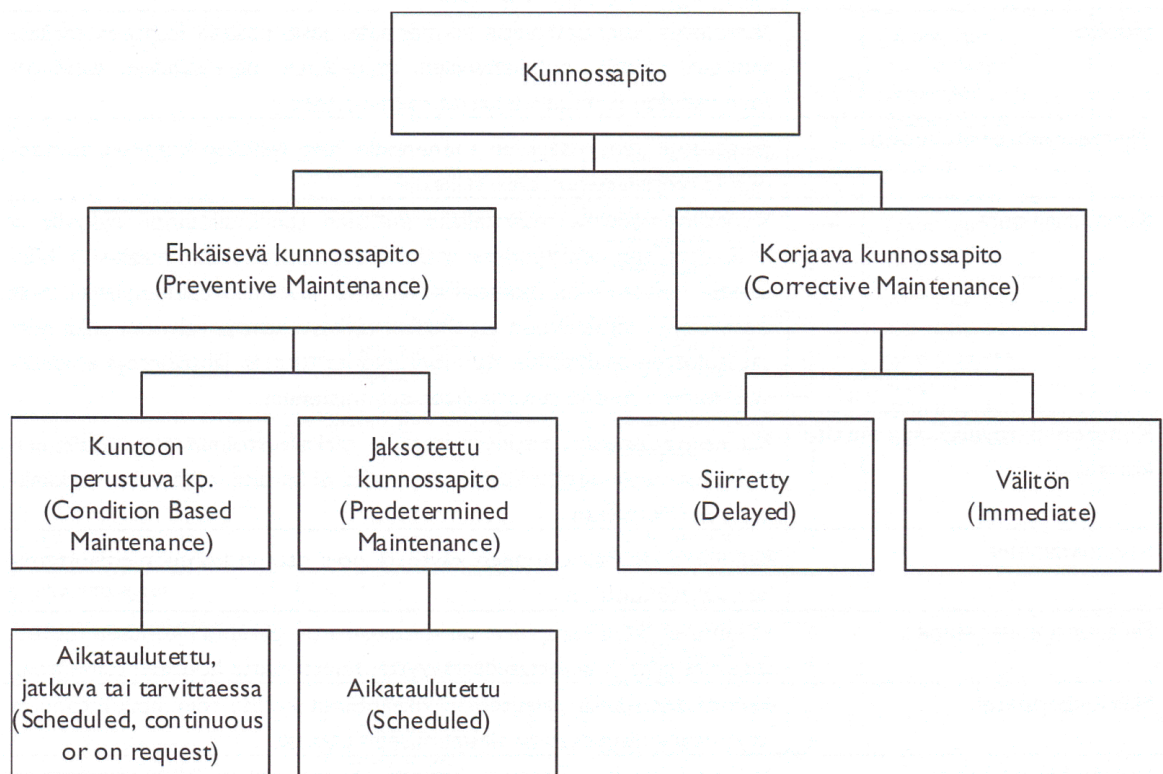 Kunnossapito
Ehkäisevä kunnossapito
(Preventive Maintenance)
Korjaava kunnossapito
(Corrective Maintenance)
Kuntoon
perustuva kp.
(Condition Based
Maintenance)
Jaksotettu
kunnossapito
(Predetermined
Maintenance)
Siirretty
(Delayed)
Välitön
(Immediate)
Aikataulutettu,
jatkuva tai tarvittaessa
(Scheduled, continuous
or on request)
Aikataulutettu
(Scheduled)